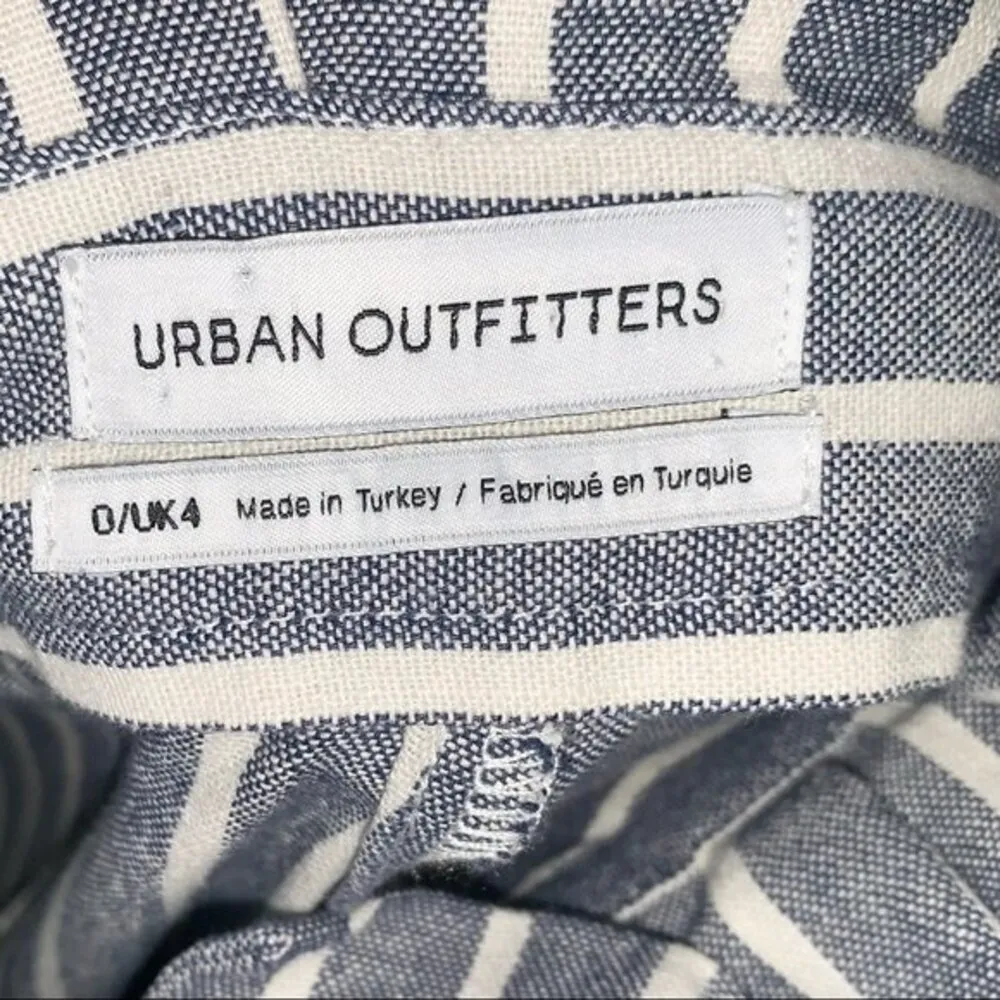 URBAN OUTFITTERS
0/UK4 Made in Turkey / Fabriqué en Turquie